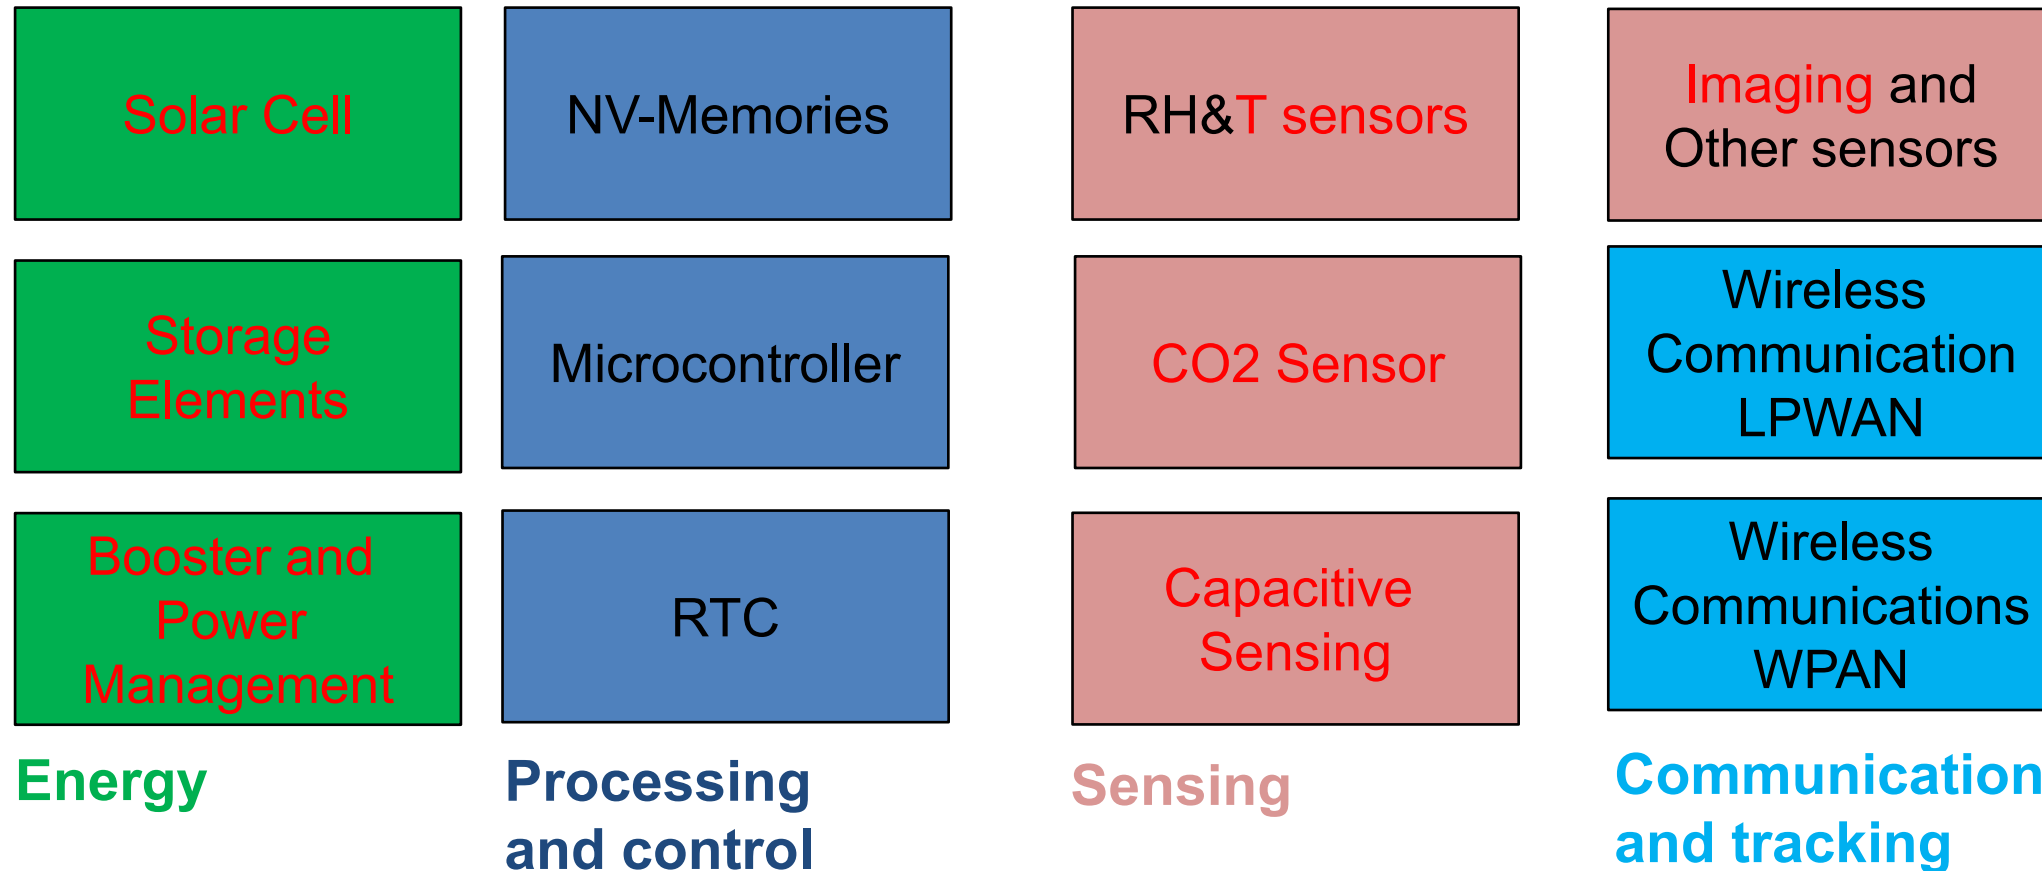 Solar Cell
NV-Memories
RH&T sensors
Imaging and
Other sensors
Storage
Elements
Microcontroller
CO2 Sensor
Wireless
Communication
LPWAN
Booster and
Power
Management
RTC
Capacitive
Sensing
Wireless
Communications
WPAN
Energy
Processing
and control
Sensing
Communication
and tracking